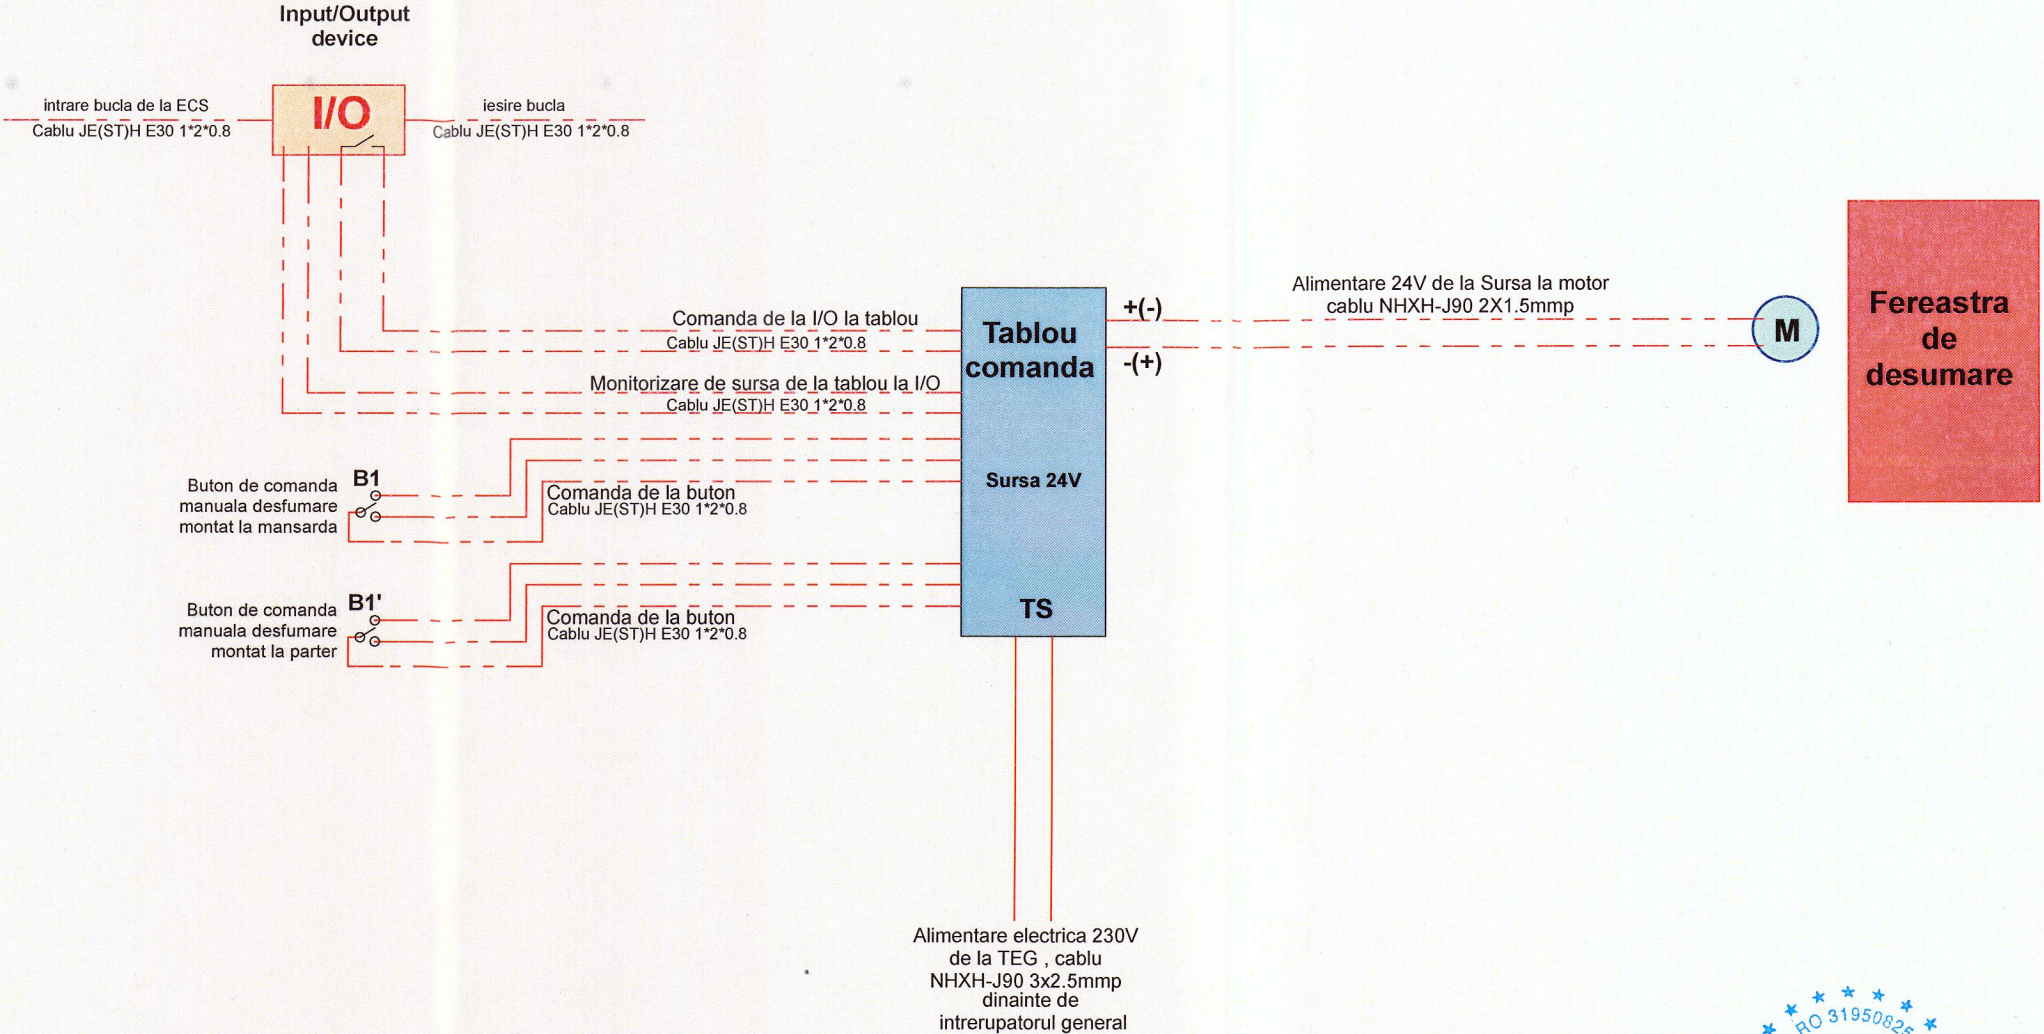 Input/Output
device
I/O
intrare bucla de la ECS
Cablu JE(ST)H E30 1*2*0.8
iesire bucla
Cablu JE(ST)H E30 1*2*0.8
Comanda de la I/O la tablou
Cablu JE(ST)H E30 1*2*0.8
Monitorizare de sursa de la tablou la I/O
Cablu JE(ST)H E30 1*2*0.8
B1
Buton de comanda
manuala desfumare
montat la mansarda
Comanda de la buton
Cablu JE(ST)H E30 1*2*0.8
B1'
Buton de comanda
manuala desfumare
montat la parter
Comanda de la buton
Cablu JE(ST)H E30 1*2*0.8
Tablou
comanda
Sursa 24V
TS
+(-)
-(+)
Alimentare 24V de la Sursa la motor
cablu NHXH-J90 2X1.5mmp
M
Fereastra
de
desumare
Alimentare electrica 230V
de la TEG , cablu
NHXH-J90 3x2.5mmp
dinainte de
intrerupatorul general
RO 31950825